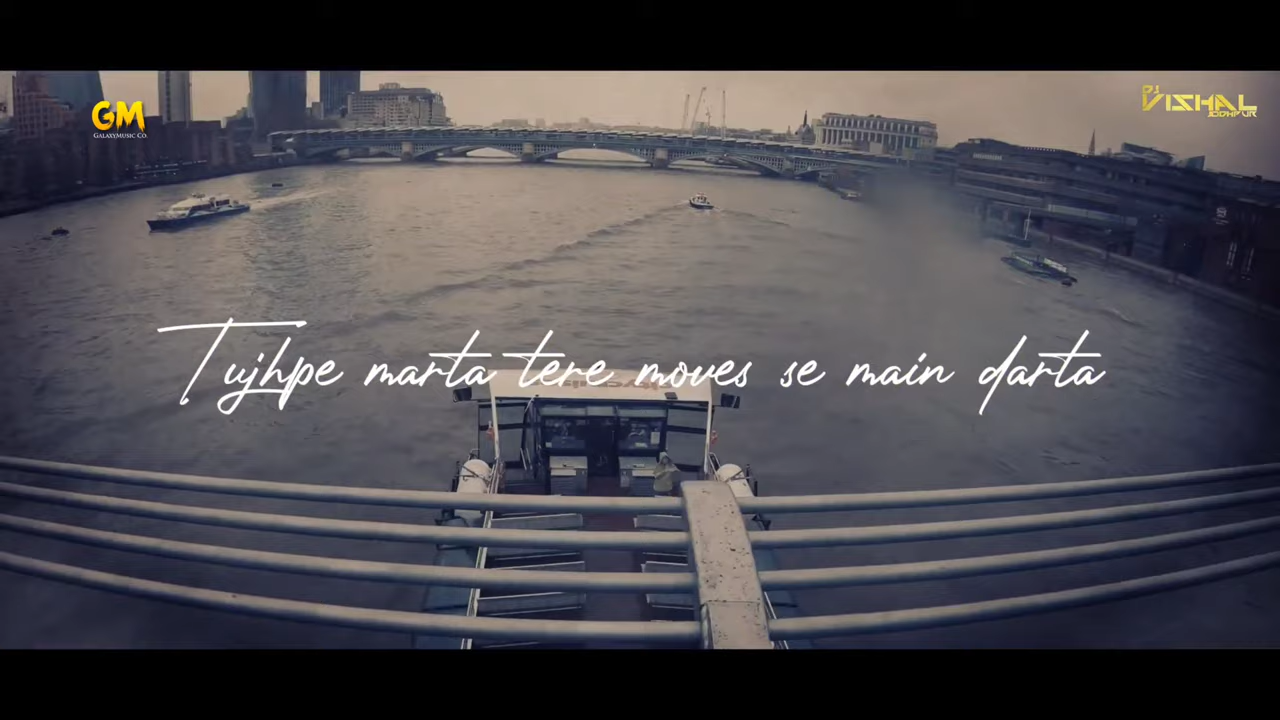 GM
GALAXYMUSIC CO.
DJ
VISHAL
JODHPUR
Tujhpe marta tere moves se main darta